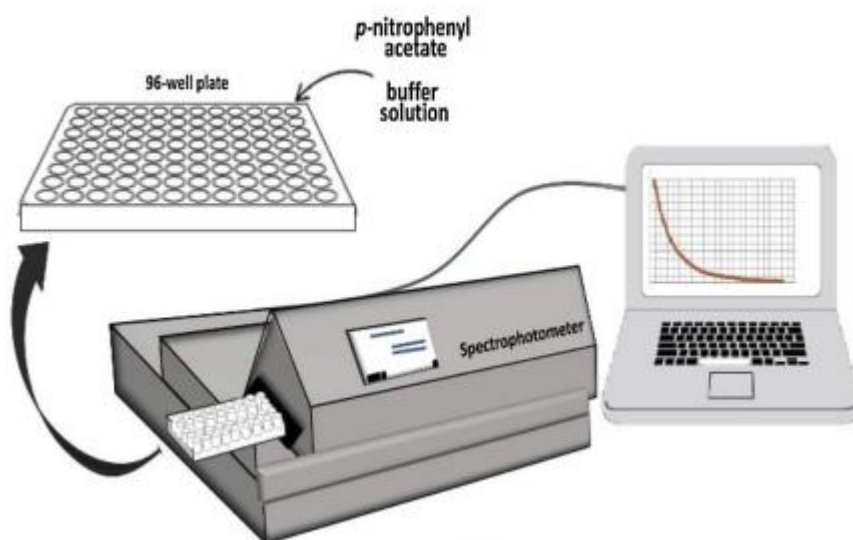 p-nitrophenyl
acetate
96-well plate
buffer
solution
Spectrophotometer